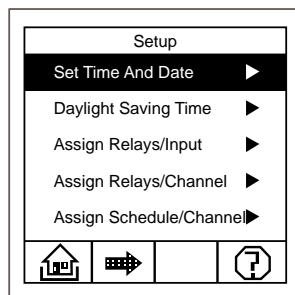 Setup
Set Time And Date
Daylight Saving Time
Assign Relays/Input
Assign Relays/Channel
Assign Schedule/Channel
?